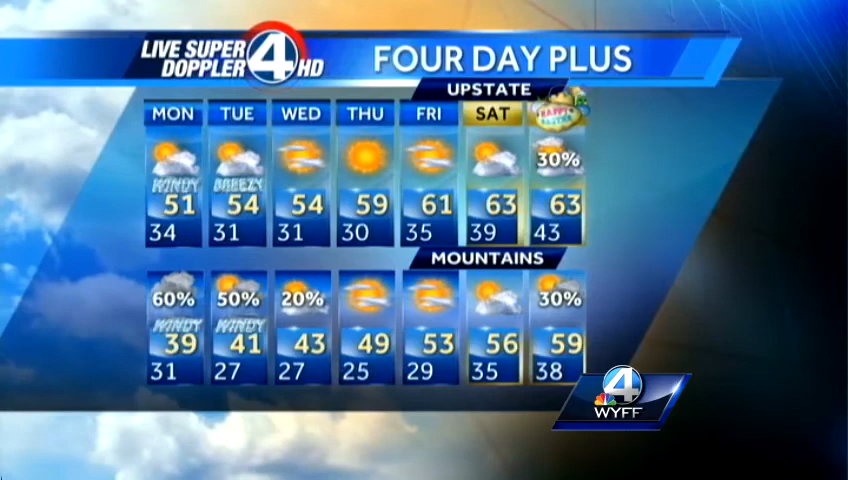 LIVE SUPER
DOPPLER 4 HD
FOUR DAY PLUS
UPSTATE
MON TUE WED THU FRI SAT HAPPY EASTER
WINDY BREEZY 30%
51 54 54 59 61 63 63
34 31 31 30 35 39 43
MOUNTAINS
60% 50% 20% 30%
WINDY WINDY
39 41 43 49 53 56 59
31 27 27 25 29 35 38
4
WYFF